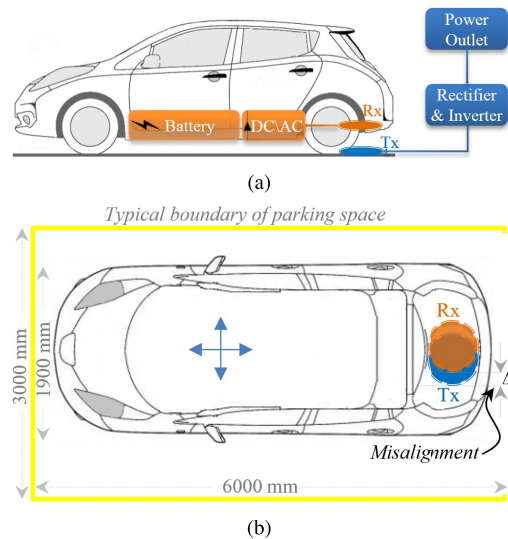 Power
Outlet
Rectifier
& Inverter
Rx
Battery
DC\AC
Tx
(a)
Typical boundary of parking space
3000 mm
1900 mm
Rx
Tx
Δ
Misalignment
6000 mm
(b)